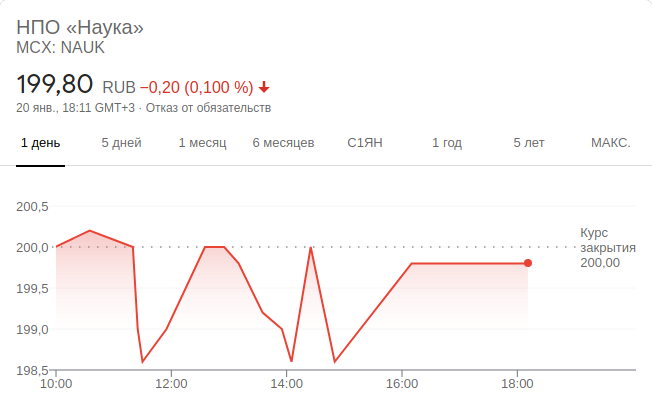 НПО «Наука»
MCX: NAUK
199,80 RUB −0,20 (0,100 %)
20 янв., 18:11 GMT+3 · Отказ от обязательств
1 день 5 дней 1 месяц 6 месяцев С1ЯН 1 год 5 лет МАКС.
200,5
Курс
200,0 закрытия
200,00
199,5
199,0
198,5
10:00 12:00 14:00 16:00 18:00